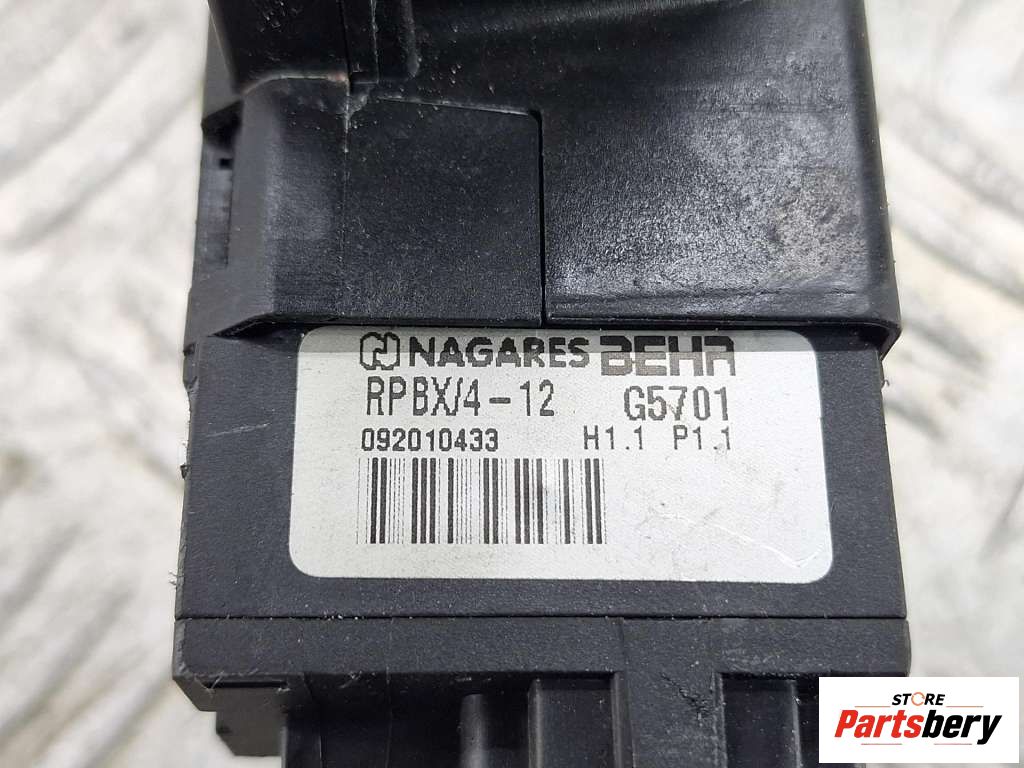 NAGARES BEHR
RPBX/4-12 G5701
092010433 H1.1 P1.1
STORE
Partsbery